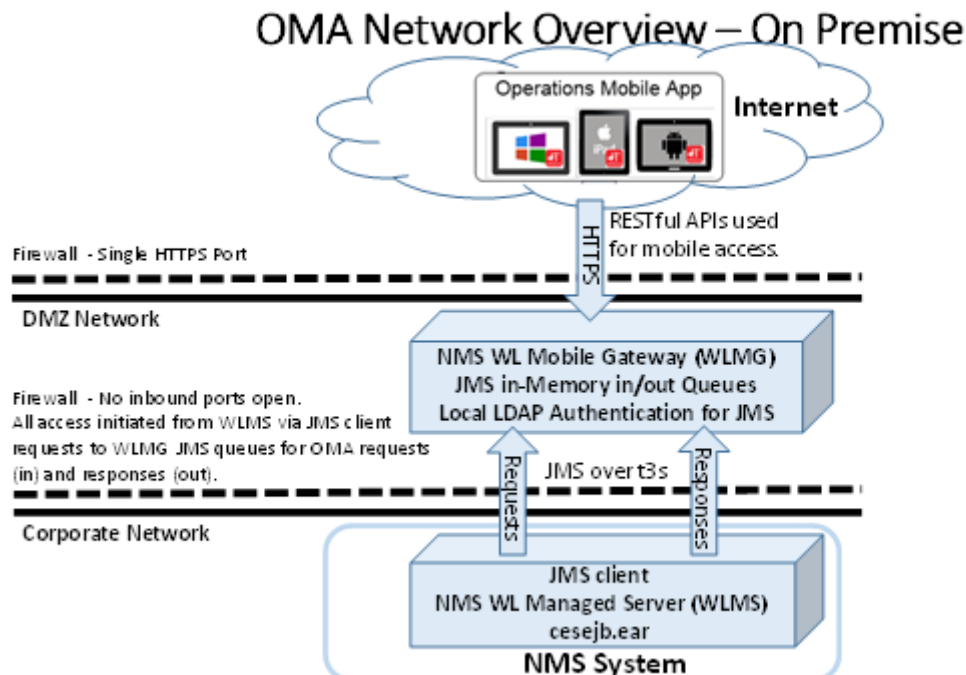 OMA Network Overview – On Premise
Operations Mobile App
Internet
iPad
RESTful APIs used
for mobile access.
HTTPS
Firewall - Single HTTPS Port
DMZ Network
NMS WL Mobile Gateway (WLMG)
JMS in-Memory in/out Queues
Local LDAP Authentication for JMS
Firewall - No inbound ports open.
All access initiated from WLMS via JMS client
requests to WLMG JMS queues for OMA requests
(in) and responses (out).
Requests
JMS over t3s
Responses
Corporate Network
JMS client
NMS WL Managed Server (WLMS)
cesejb.ear
NMS System